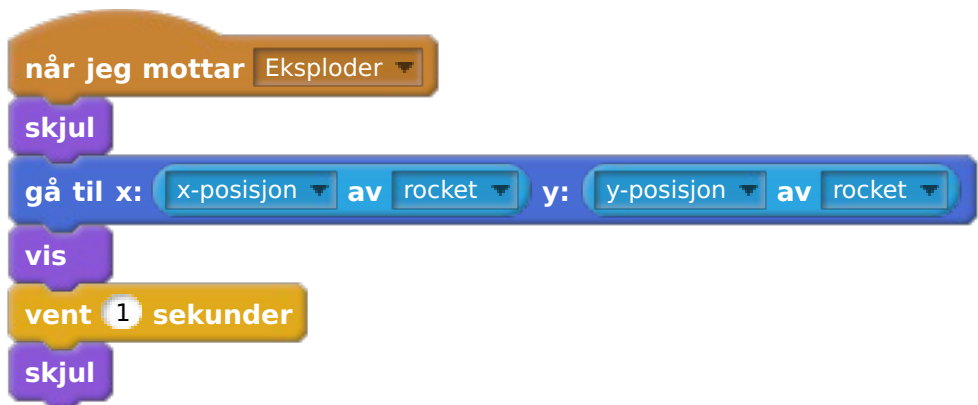 når jeg mottar Eksploder
skjul
gå til x: x-posisjon av rocket y: y-posisjon av rocket
vis
vent 1 sekunder
skjul